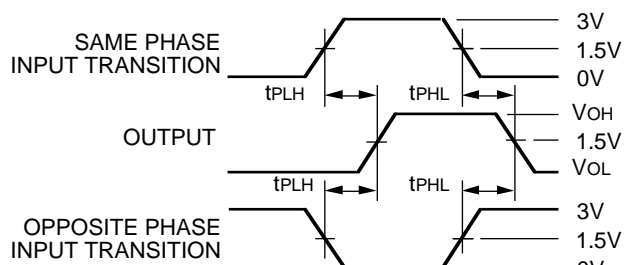 SAME PHASE
INPUT TRANSITION
3V
1.5V
0V
tPLH
tPHL
OUTPUT
VOH
1.5V
VOL
tPLH
tPHL
OPPOSITE PHASE
INPUT TRANSITION
3V
1.5V
0V